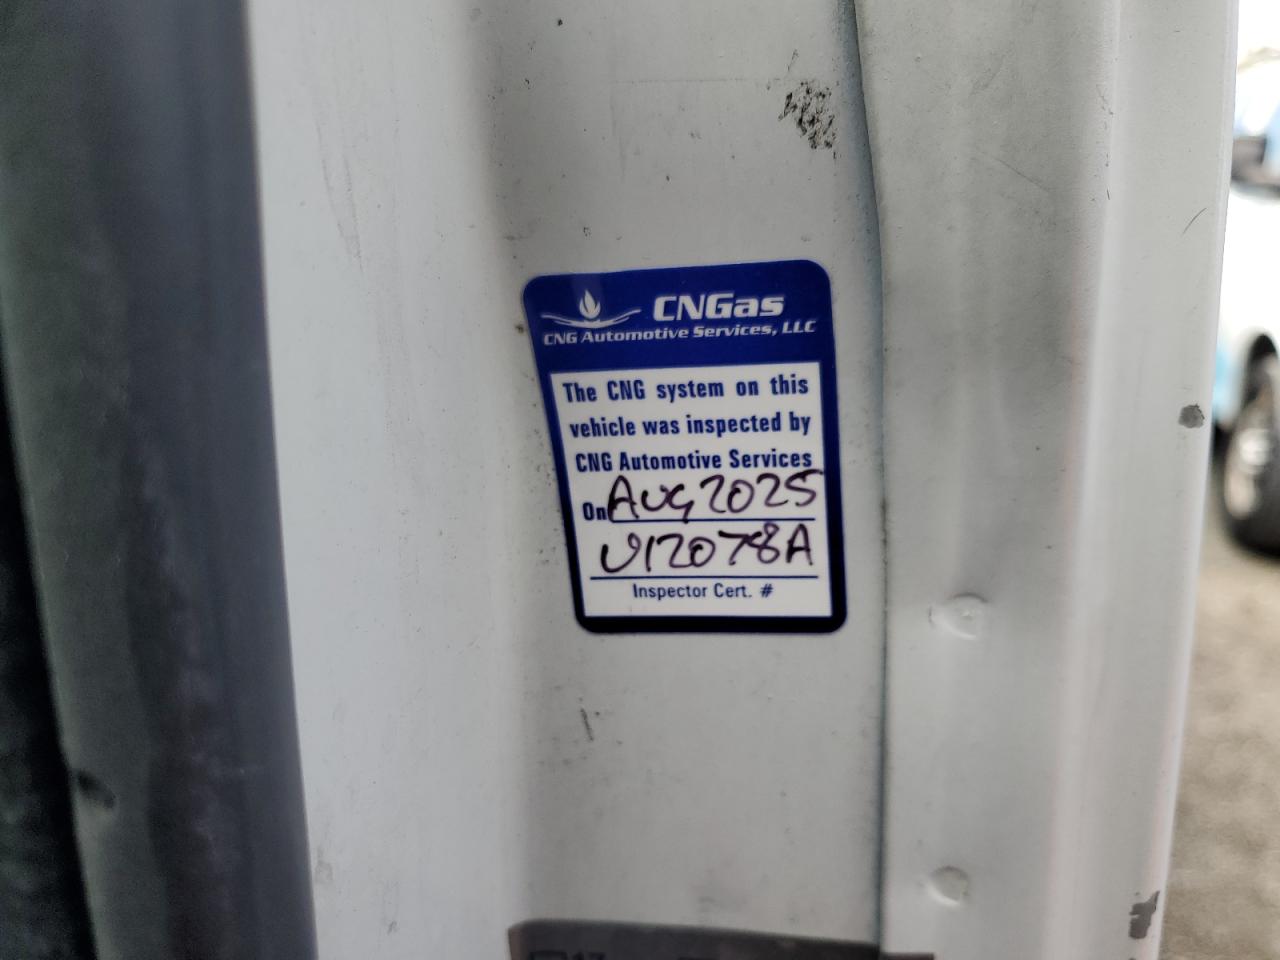 CNGas
CNG Automotive Services, LLC
The CNG system on this
vehicle was inspected by
CNG Automotive Services
On AUG 2025
V12078A
Inspector Cert. #